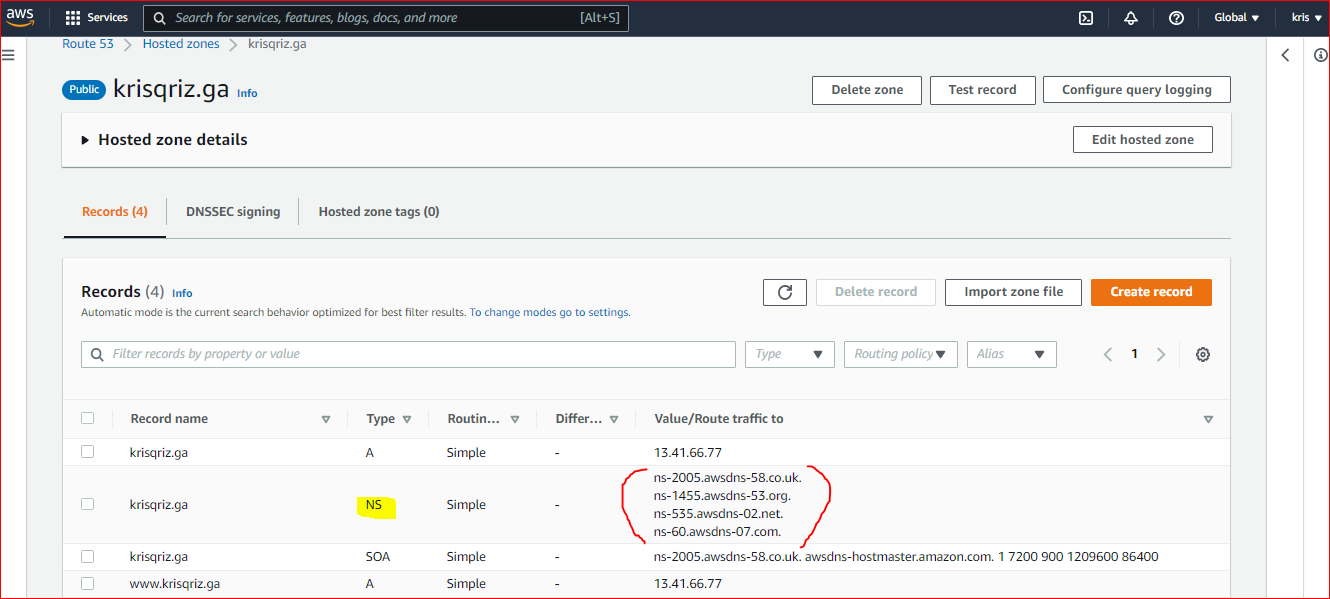 aws Services Search for services, features, blogs, docs, and more [Alt+S] Global ▼ kris ▼
Route 53 > Hosted zones > krisqriz.ga
Public krisqriz.ga Info Delete zone Test record Configure query logging
Hosted zone details Edit hosted zone
Records (4) DNSSEC signing Hosted zone tags (0)
Records (4) Info Delete record Import zone file Create record
Automatic mode is the current search behavior optimized for best filter results. To change modes go to settings.
Filter records by property or value Type Routing policy Alias 1
Record name Type Routin... Differ... Value/Route traffic to
krisqriz.ga A Simple - 13.41.66.77
krisqriz.ga NS Simple - ns-2005.awsdns-58.co.uk.
ns-1455.awsdns-53.org.
ns-535.awsdns-02.net.
ns-60.awsdns-07.com.
krisqriz.ga SOA Simple - ns-2005.awsdns-58.co.uk. awsdns-hostmaster.amazon.com. 1 7200 900 1209600 86400
www.krisqriz.ga A Simple - 13.41.66.77